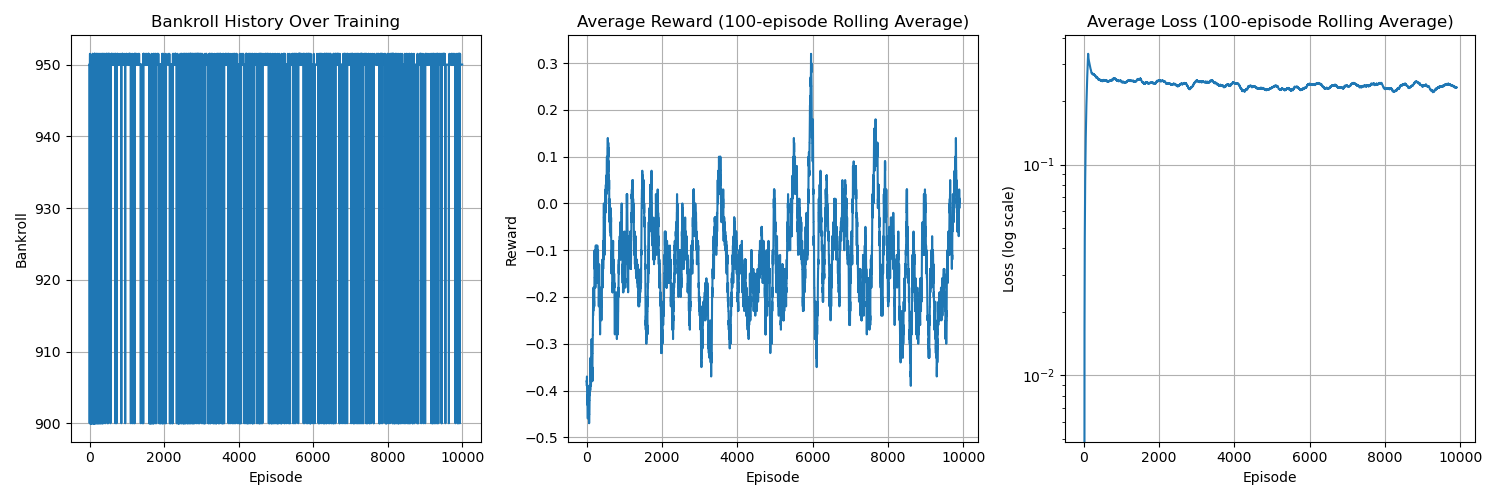 Bankroll History Over Training
950
940
930
920
910
900
Bankroll
0 2000 4000 6000 8000 10000
Episode
Average Reward (100-episode Rolling Average)
0.3
0.2
0.1
0.0
−0.1
−0.2
−0.3
−0.4
−0.5
Reward
0 2000 4000 6000 8000 10000
Episode
Average Loss (100-episode Rolling Average)
10⁻¹
10⁻²
Loss (log scale)
0 2000 4000 6000 8000 10000
Episode